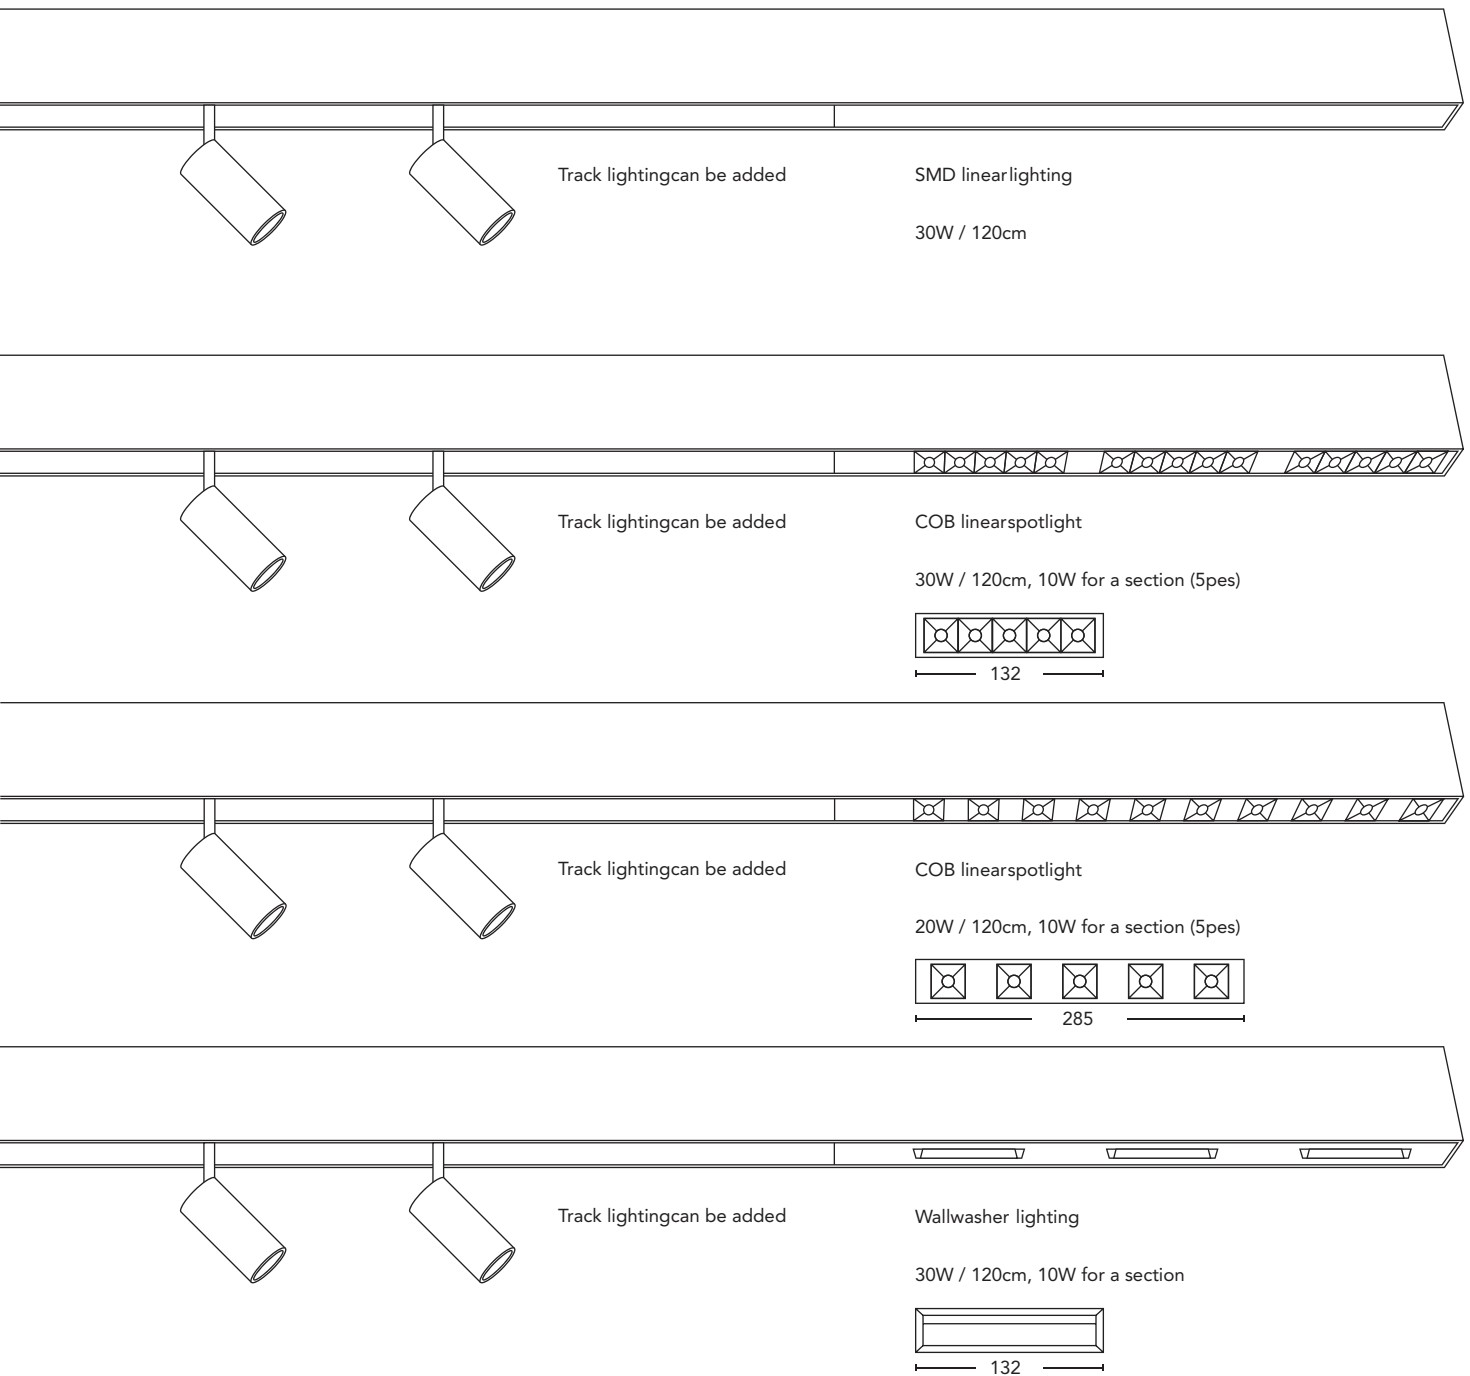 Track lightingcan be added
SMD linearlighting
30W / 120cm
Track lightingcan be added
COB linearspotlight
30W / 120cm, 10W for a section (5pes)
132
Track lightingcan be added
COB linearspotlight
20W / 120cm, 10W for a section (5pes)
285
Track lightingcan be added
Wallwasher lighting
30W / 120cm, 10W for a section
132